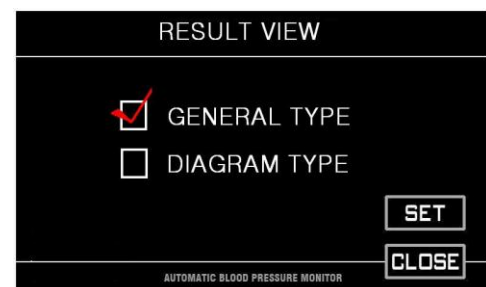 RESULT VIEW
GENERAL TYPE
DIAGRAM TYPE
SET
CLOSE
AUTOMATIC BLOOD PRESSURE MONITOR